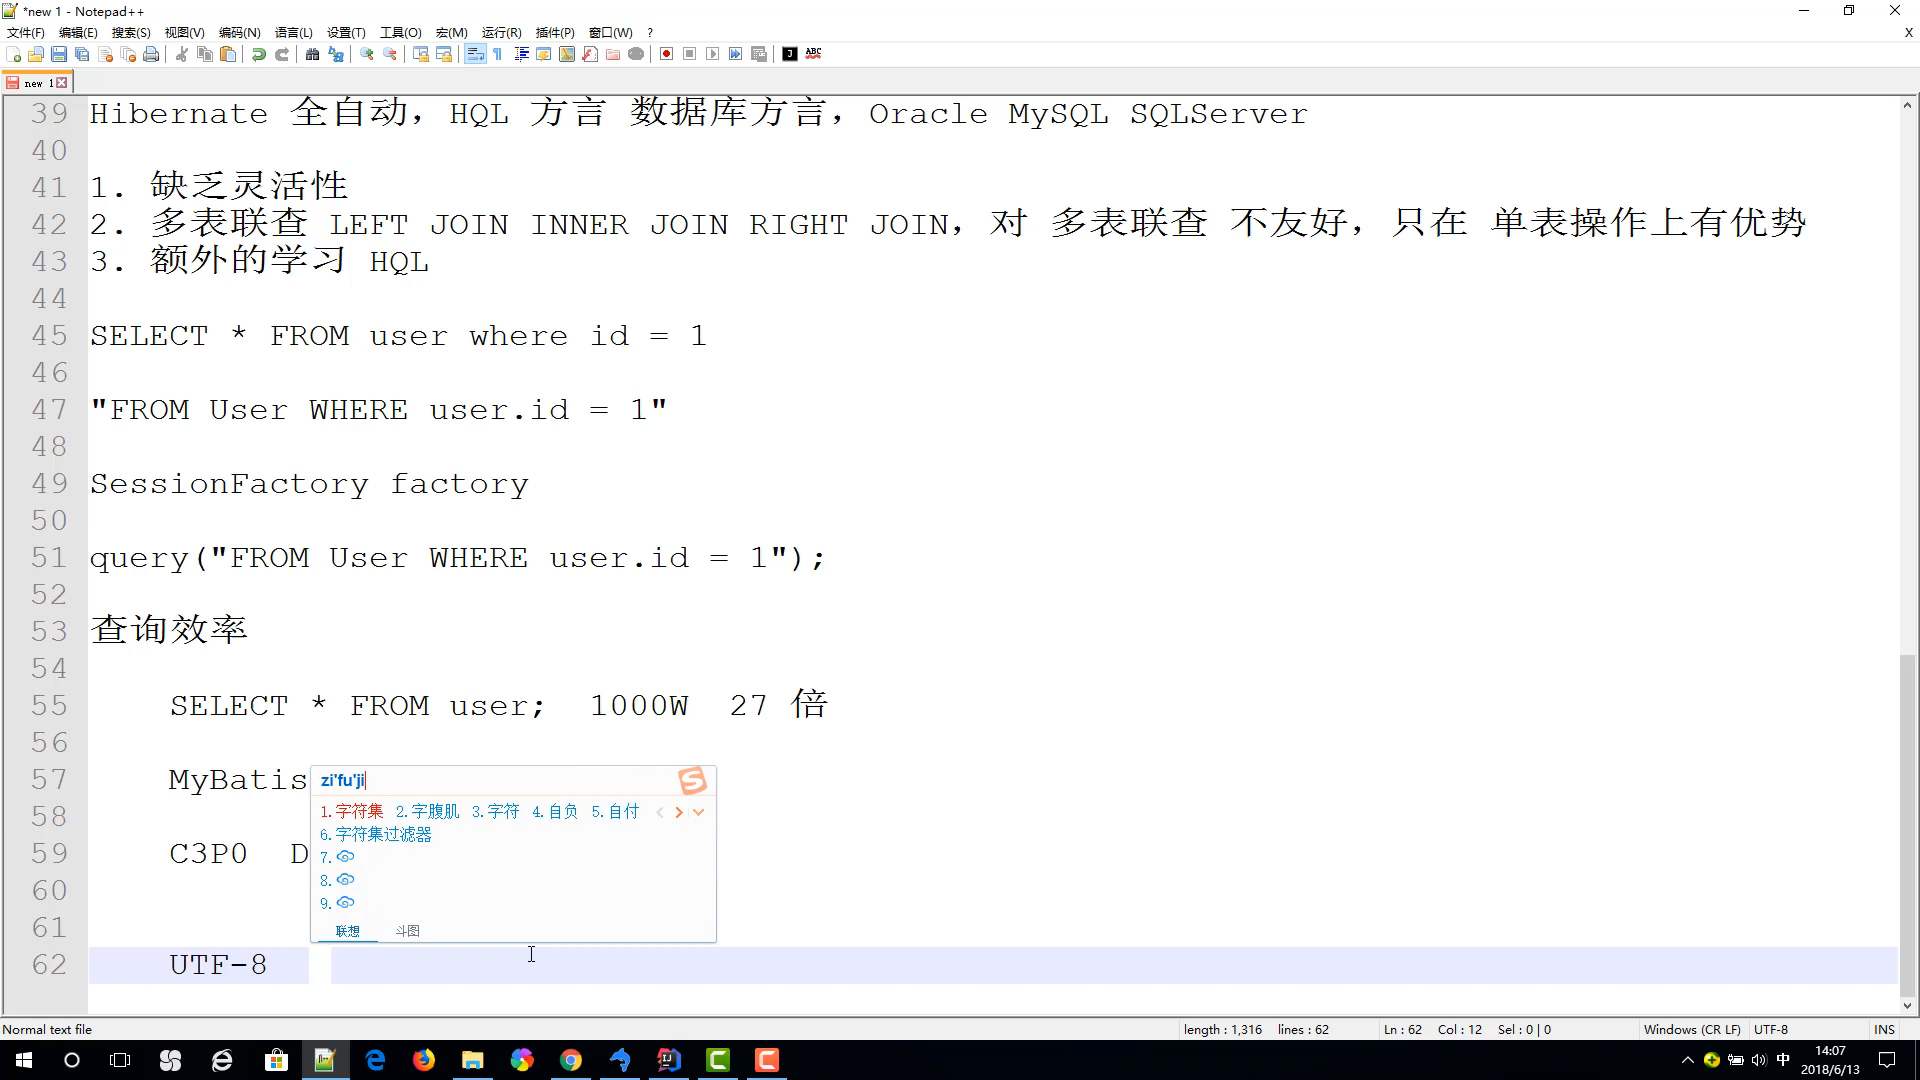 *new 1 - Notepad++
文件(F) 编辑(E) 搜索(S) 视图(V) 编码(N) 语言(L) 设置(T) 工具(O) 宏(M) 运行(R) 插件(P) 窗口(W) ? X
new 1
39 Hibernate 全自动，HQL 方言 数据库方言，Oracle MySQL SQLServer
40
41 1. 缺乏灵活性
42 2. 多表联查 LEFT JOIN INNER JOIN RIGHT JOIN，对 多表联查 不友好，只在 单表操作上有优势
43 3. 额外的学习 HQL
44
45 SELECT * FROM user where id = 1
46
47 "FROM User WHERE user.id = 1"
48
49 SessionFactory factory
50
51 query("FROM User WHERE user.id = 1");
52
53 查询效率
54
55 SELECT * FROM user; 1000W 27 倍
56
57 MyBatis
zi'fu'ji
1.字符集 2.字腹肌 3.字符 4.自负 5.自付
58
6.字符集过滤器
59 C3P0 D
7.
8.
60
9.
61
联想 斗图
62 UTF-8
Normal text file length : 1,316 lines : 62 Ln : 62 Col : 12 Sel : 0 | 0 Windows (CR LF) UTF-8 INS
中 14:07
2018/6/13